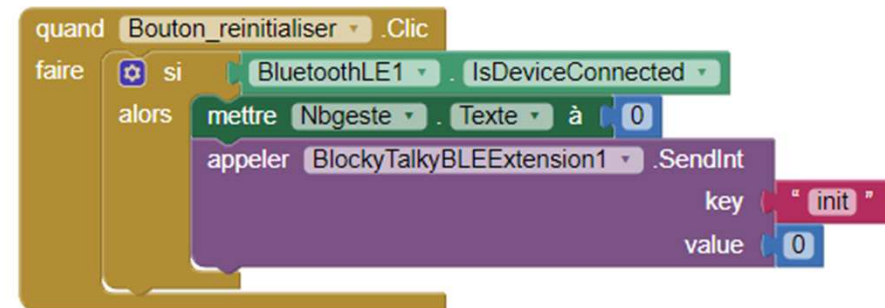 quand Bouton_reinitialiser .Clic
faire si BluetoothLE1 . IsDeviceConnected
alors mettre Nbgeste . Texte à 0
appeler BlockyTalkyBLEExtension1 .SendInt
key " init "
value 0